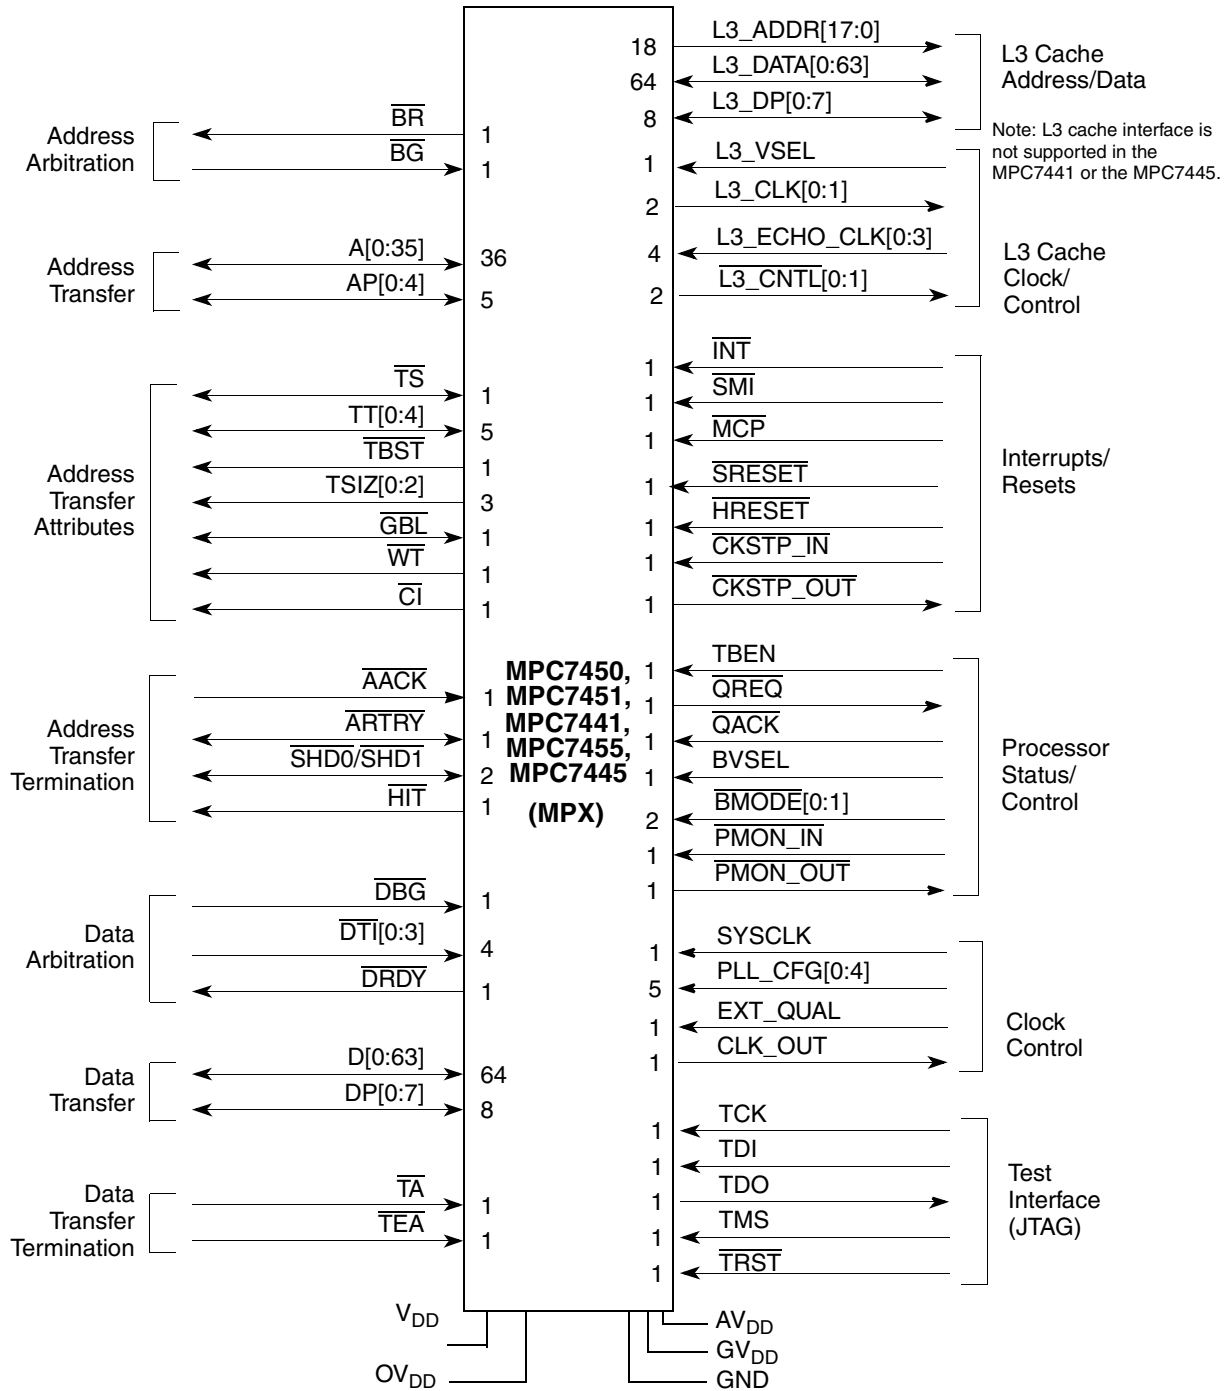 Address
Arbitration
BR
1
BG
1
Address
Transfer
A[0:35]
36
AP[0:4]
5
Address
Transfer
Attributes
TS
1
TT[0:4]
5
TBST
1
TSIZ[0:2]
3
GBL
1
WT
1
CI
1
Address
Transfer
Termination
AACK
1
ARTRY
1
SHD0/SHD1
2
HIT
1
Data
Arbitration
DBG
1
DTI[0:3]
4
DRDY
1
Data
Transfer
D[0:63]
64
DP[0:7]
8
Data
Transfer
Termination
TA
1
TEA
1
MPC7450,
MPC7451,
MPC7441,
MPC7455,
MPC7445
(MPX)
18
L3_ADDR[17:0]
64
L3_DATA[0:63]
8
L3_DP[0:7]
L3 Cache
Address/Data
Note: L3 cache interface is
not supported in the
MPC7441 or the MPC7445.
1
L3_VSEL
2
L3_CLK[0:1]
4
L3_ECHO_CLK[0:3]
2
L3_CNTL[0:1]
L3 Cache
Clock/
Control
1
INT
1
SMI
1
MCP
1
SRESET
1
HRESET
1
CKSTP_IN
1
CKSTP_OUT
Interrupts/
Resets
1
TBEN
1
QREQ
1
QACK
1
BVSEL
2
BMODE[0:1]
1
PMON_IN
1
PMON_OUT
Processor
Status/
Control
1
SYSCLK
5
PLL_CFG[0:4]
1
EXT_QUAL
1
CLK_OUT
Clock
Control
1
TCK
1
TDI
1
TDO
1
TMS
1
TRST
Test
Interface
(JTAG)
VDD
OVDD
AVDD
GVDD
GND